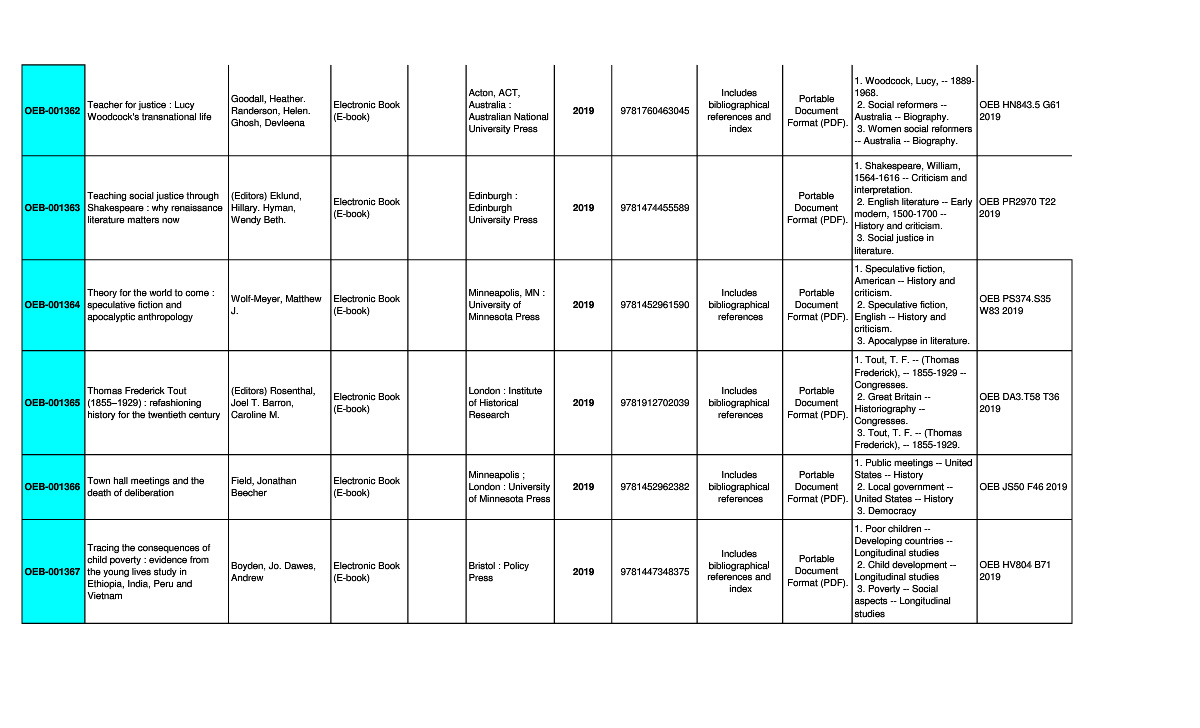 OEB-001362
Teacher for justice : Lucy
Woodcock's transnational life
Goodall, Heather.
Randerson, Helen.
Ghosh, Devleena
Electronic Book
(E-book)
Acton, ACT,
Australia :
Australian National
University Press
2019
9781760463045
Includes
bibliographical
references and
index
Portable
Document
Format (PDF).
1. Woodcock, Lucy, -- 1889-
1968.
2. Social reformers --
Australia -- Biography.
3. Women social reformers
-- Australia -- Biography.
OEB HN843.5 G61
2019
OEB-001363
Teaching social justice through
Shakespeare : why renaissance
literature matters now
(Editors) Eklund,
Hillary. Hyman,
Wendy Beth.
Electronic Book
(E-book)
Edinburgh :
Edinburgh
University Press
2019
9781474455589
Portable
Document
Format (PDF).
1. Shakespeare, William,
1564-1616 -- Criticism and
interpretation.
2. English literature -- Early
modern, 1500-1700 --
History and criticism.
3. Social justice in
literature.
OEB PR2970 T22
2019
OEB-001364
Theory for the world to come :
speculative fiction and
apocalyptic anthropology
Wolf-Meyer, Matthew
J.
Electronic Book
(E-book)
Minneapolis, MN :
University of
Minnesota Press
2019
9781452961590
Includes
bibliographical
references
Portable
Document
Format (PDF).
1. Speculative fiction,
American -- History and
criticism.
2. Speculative fiction,
English -- History and
criticism.
3. Apocalypse in literature.
OEB PS374.S35
W83 2019
OEB-001365
Thomas Frederick Tout
(1855–1929) : refashioning
history for the twentieth century
(Editors) Rosenthal,
Joel T. Barron,
Caroline M.
Electronic Book
(E-book)
London : Institute
of Historical
Research
2019
9781912702039
Includes
bibliographical
references
Portable
Document
Format (PDF).
1. Tout, T. F. -- (Thomas
Frederick), -- 1855-1929 --
Congresses.
2. Great Britain --
Historiography --
Congresses.
3. Tout, T. F. -- (Thomas
Frederick), -- 1855-1929.
OEB DA3.T58 T36
2019
OEB-001366
Town hall meetings and the
death of deliberation
Field, Jonathan
Beecher
Electronic Book
(E-book)
Minneapolis ;
London : University
of Minnesota Press
2019
9781452962382
Includes
bibliographical
references
Portable
Document
Format (PDF).
1. Public meetings -- United
States -- History
2. Local government --
United States -- History
3. Democracy
OEB JS50 F46 2019
OEB-001367
Tracing the consequences of
child poverty : evidence from
the young lives study in
Ethiopia, India, Peru and
Vietnam
Boyden, Jo. Dawes,
Andrew
Electronic Book
(E-book)
Bristol : Policy
Press
2019
9781447348375
Includes
bibliographical
references and
index
Portable
Document
Format (PDF).
1. Poor children --
Developing countries --
Longitudinal studies
2. Child development --
Longitudinal studies
3. Poverty -- Social
aspects -- Longitudinal
studies
OEB HV804 B71
2019